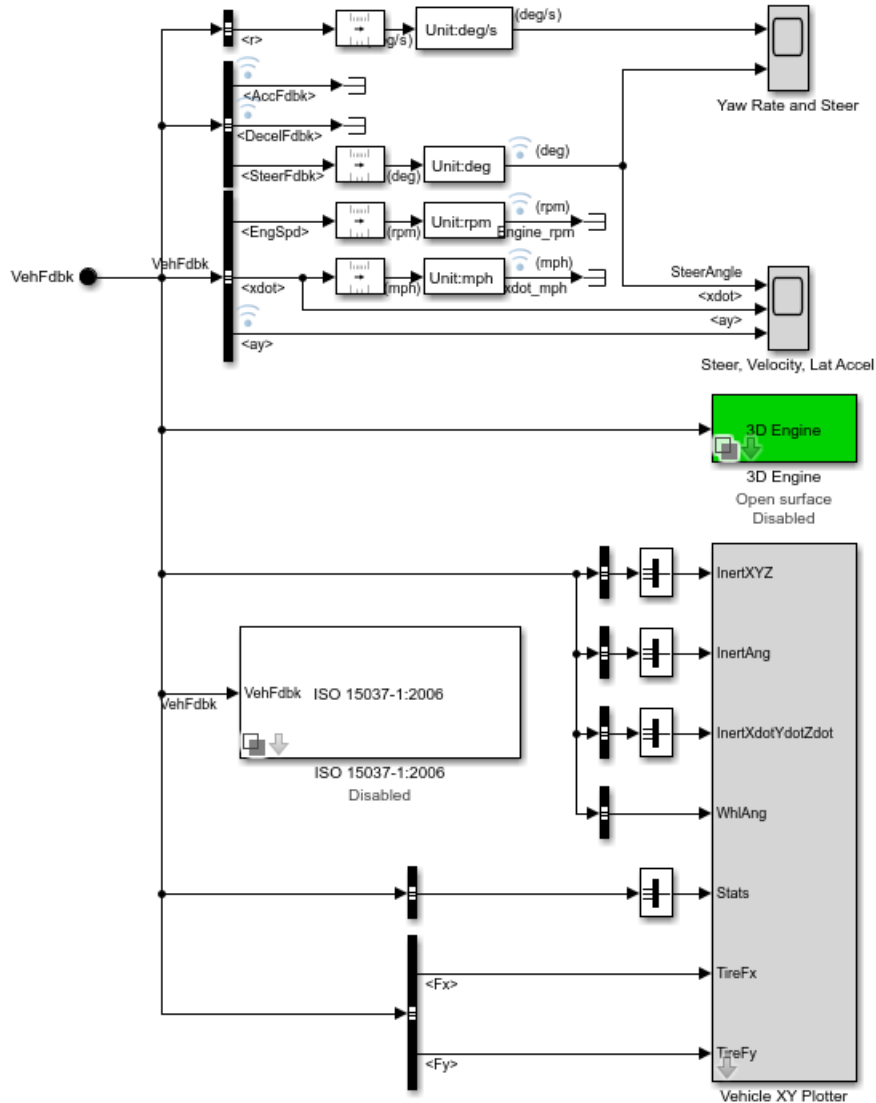 <r>
(deg/s)
Unit:deg/s
(deg/s)
Yaw Rate and Steer
<AccFdbk>
<DecelFdbk>
<SteerFdbk>
(deg)
Unit:deg
(deg)
<EngSpd>
(rpm)
Unit:rpm
(rpm)
Engine_rpm
VehFdbk
VehFdbk
<xdot>
(mph)
Unit:mph
(mph)
xdot_mph
SteerAngle
<xdot>
<ay>
<ay>
Steer, Velocity, Lat Accel
3D Engine
3D Engine
Open surface
Disabled
InertXYZ
InertAng
VehFdbk
VehFdbk
ISO 15037-1:2006
ISO 15037-1:2006
Disabled
InertXdotYdotZdot
WhlAng
Stats
<Fx>
TireFx
<Fy>
TireFy
Vehicle XY Plotter